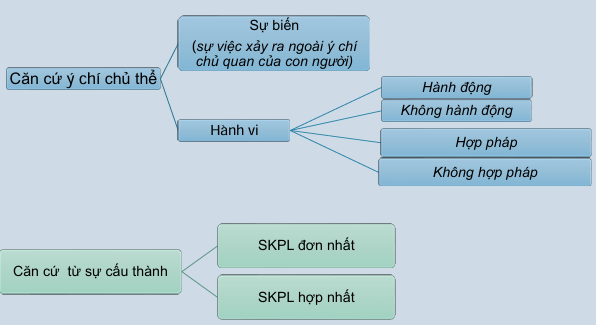 Sự biến
(sự việc xảy ra ngoài ý chí
chủ quan của con người)
Căn cứ ý chí chủ thể
Hành động
Không hành động
Hành vi
Hợp pháp
Không hợp pháp
SKPL đơn nhất
Căn cứ từ sự cấu thành
SKPL hợp nhất